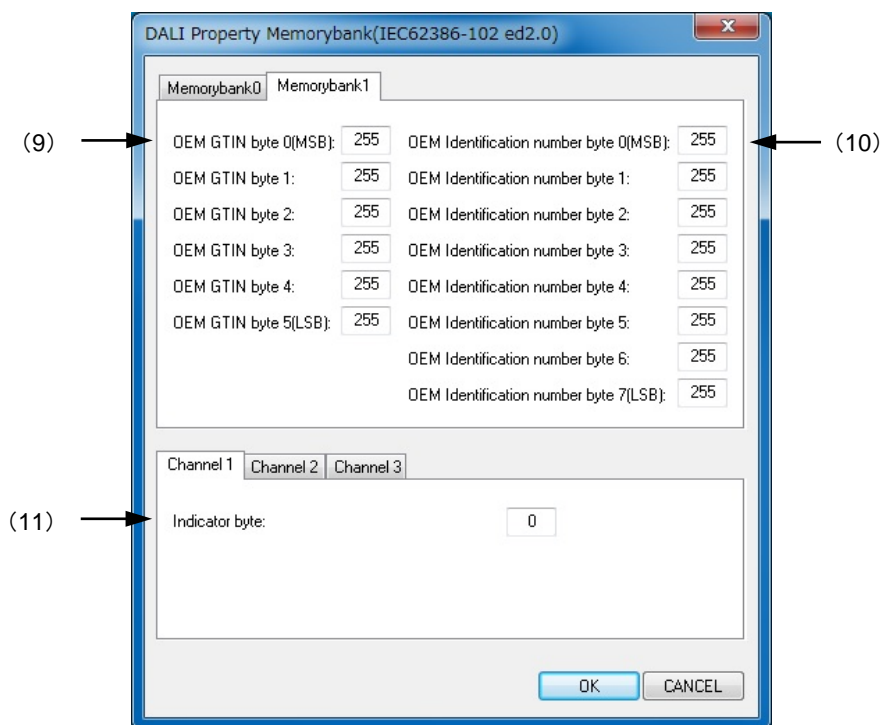 DALI Property Memorybank(IEC62386-102 ed2.0)
Memorybank0 Memorybank1
（9） OEM GTIN byte 0(MSB): 255 OEM Identification number byte 0(MSB): 255 （10）
OEM GTIN byte 1: 255 OEM Identification number byte 1: 255
OEM GTIN byte 2: 255 OEM Identification number byte 2: 255
OEM GTIN byte 3: 255 OEM Identification number byte 3: 255
OEM GTIN byte 4: 255 OEM Identification number byte 4: 255
OEM GTIN byte 5(LSB): 255 OEM Identification number byte 5: 255
OEM Identification number byte 6: 255
OEM Identification number byte 7(LSB): 255
Channel 1 Channel 2 Channel 3
（11） Indicator byte: 0
OK CANCEL